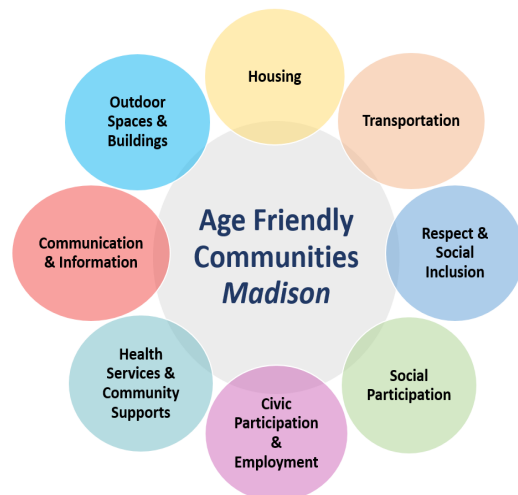 Housing
Transportation
Respect &
Social
Inclusion
Social
Participation
Civic
Participation
&
Employment
Health
Services &
Community
Supports
Communication
& Information
Outdoor
Spaces &
Buildings
Age Friendly
Communities
Madison